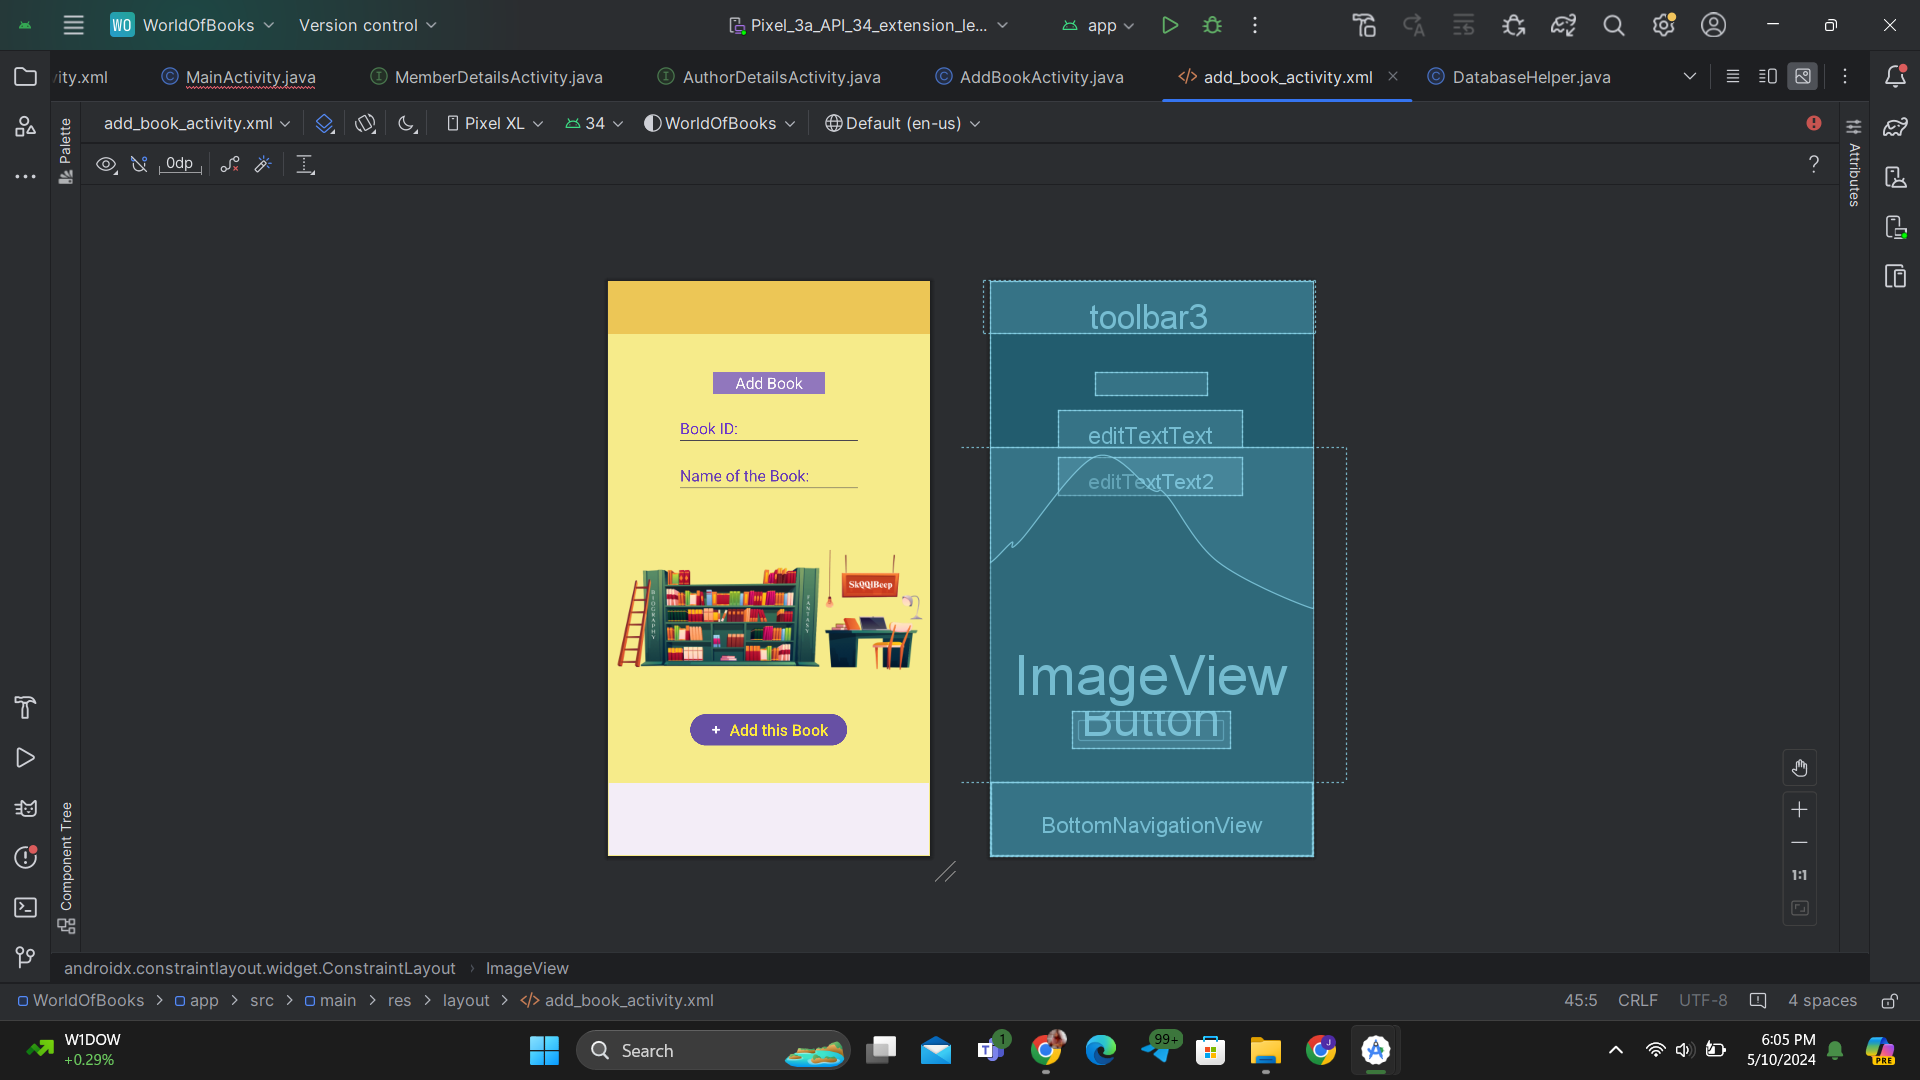 WO WorldOfBooks Version control Pixel_3a_API_34_extension_le... app
ity.xml MainActivity.java MemberDetailsActivity.java AuthorDetailsActivity.java AddBookActivity.java add_book_activity.xml DatabaseHelper.java
add_book_activity.xml Pixel XL 34 WorldOfBooks Default (en-us)
0dp ?
Palette
Attributes
toolbar3
Add Book
Book ID:
Name of the Book:
editTextText
editTextText2
BIOGRAPHY
FANTASY
SkQQiBeep
ImageView
Button
+ Add this Book
BottomNavigationView
1:1
Component Tree
androidx.constraintlayout.widget.ConstraintLayout › ImageView
WorldOfBooks > app > src > main > res > layout > add_book_activity.xml 45:5 CRLF UTF-8 4 spaces
W1DOW
+0.29%
Search
1
99+
J
6:05 PM
5/10/2024
PRE